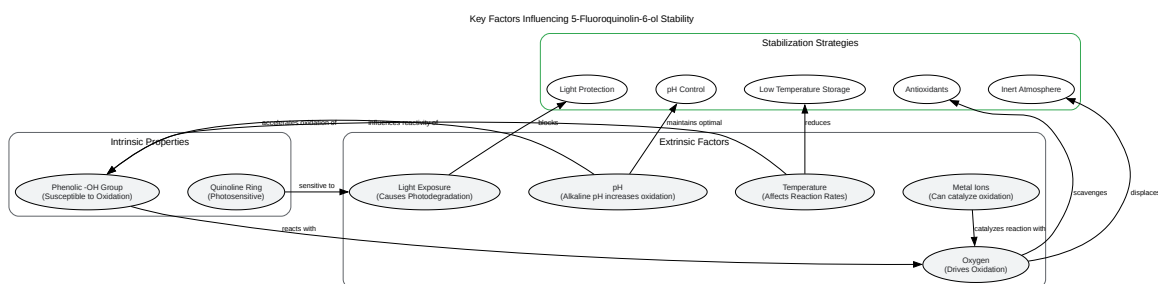 Key Factors Influencing 5-Fluoroquinolin-6-ol Stability
Stabilization Strategies
Light Protection
pH Control
Low Temperature Storage
Antioxidants
Inert Atmosphere
accelerates oxidation of
influences reactivity of
blocks
maintains optimal
reduces
Intrinsic Properties
Extrinsic Factors
Phenolic -OH Group
(Susceptible to Oxidation)
Quinoline Ring
(Photosensitive)
sensitive to
Light Exposure
(Causes Photodegradation)
pH
(Alkaline pH increases oxidation)
Temperature
(Affects Reaction Rates)
Metal Ions
(Can catalyze oxidation)
scavenges
displaces
reacts with
catalyzes reaction with
Oxygen
(Drives Oxidation)